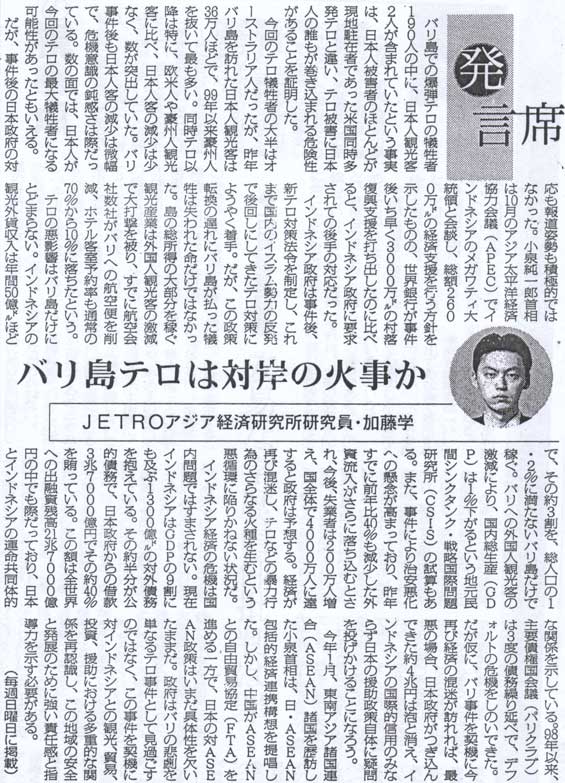 発言席
　バリ島での爆弾テロの犠牲者
190人の中に、日本人観光客
2人が含まれていたという事実
は、日本人被害者のほとんどが
現地駐在者であった米国同時多
発テロと違い、テロ被害に日本
人の誰もが巻き込まれる危険性
があることを証明した。
　今回のテロ犠牲者の大半はオ
ーストラリア人だったが、昨年
バリ島を訪れた日本人観光客は
36万人ほどで、99年以来豪州人
を抜いて最も多い。同時テロ以
降は特に、欧米人や豪州人観光
客に比べ、日本人客の減少は少
なく、数が突出していた。バリ
事件後も日本人客の減少は微幅
で、危機意識の鈍感さは際だっ
ている。数の面では、日本人が
今回のテロの最大犠牲者になる
可能性があったともいえる。
　だが、事件後の日本政府の対
応も報道姿勢も積極的では
なかった。小泉純一郎首相
は10月のアジア太平洋経済
協力会議（APEC）でイ
ンドネシアのメガワティ大
統領と会談し、総額260
0万㌦の経済支援を行う方針を
示したものの、世界銀行が事件
後いち早く3000万㌦の村落
復興支援を打ち出したのに比べ
ると、インドネシア政府に要求
されての後手の対応だった。
　インドネシア政府は事件後、
新テロ対策法令を制定し、これ
まで国内のイスラム勢力の反発
で後回しにしてきたテロ対策に
ようやく着手。だが、この政策
転換の遅れにバリ島が払った犠
牲は失われた命だけではなかっ
た。島の総所得の大部分を稼ぐ
観光産業は外国人観光客の激減
で大打撃を被り、すでに航空会
社数社がバリへの航空便を削
減、ホテル客室予約率も通常の
70％から10％に落ちたという。
　テロの悪影響はバリ島だけに
とどまらない。インドネシアの
観光外貨収入は年間50億㌦ほど
バリ島テロは対岸の火事か
JETROアジア経済研究所研究員・加藤学
で、その約3割を、総人口の1
・2％に満たないバリ島だけで
稼ぐ。バリへの外国人観光客の
激減により、国内総生産（GD
P）は1％下がるという地元民
間シンクタンク・戦略国際問題
研究所（CSIS）の試算もあ
る。また、事件により治安悪化
への懸念が高まっており、昨年
すでに前年比40％も減少した外
資流入がさらに落ち込むとさ
れ、今後、失業者は200万人増
え、国全体で4000万人に達
すると政府は予想する。経済が
再び混迷し、テロなどの暴力行
為のさらなる火種を生むという
悪循環に陥りかねない状況だ。
　インドネシア経済の危機は国
内問題ではすまされない。現在
インドネシアはGDPの9割に
も及ぶ1300億㌦の対外債務
を抱えている。その約半分が公
的債務で、日本政府からの借款
3兆7000億円でその約40％
を賄っている。この額は全世界
への出融資残高21兆7000億
円の中でも際だっており、日本
とインドネシアの運命共同体的
な関係を示している。98年以来、
主要債権国会議（パリクラブ）
は3度の債務繰り延べで、デフ
ォルトの危機をしのいできた。
だが仮に、バリ事件を契機に今
再び経済の混迷が訪れれば、最
悪の場合、日本政府がつぎ込ん
できた約4兆円は泡と消え、イ
ンドネシアの国際的信用のみな
らず日本の援助政策自体に疑問
を投げかけることになろう。
　今年1月、東南アジア諸国連
合（ASEAN）諸国を歴訪し
た小泉首相は、日・ASEAN
包括的経済連携構想を提唱し
た。しかし、中国がASEAN
との自由貿易協定（FTA）を
進める一方で、日本の対ASE
AN政策はいまだ具体性を欠い
たままだ。政府はバリの悲劇を
単なるテロ事件として見過ごす
のではなく、この事件を契機に
対インドネシアとの観光、貿易、
投資、援助における多重的な関
係を再認識し、この地域の安全
と発展のために強い責任感と指
導力を示す必要がある。
（毎週日曜日に掲載）